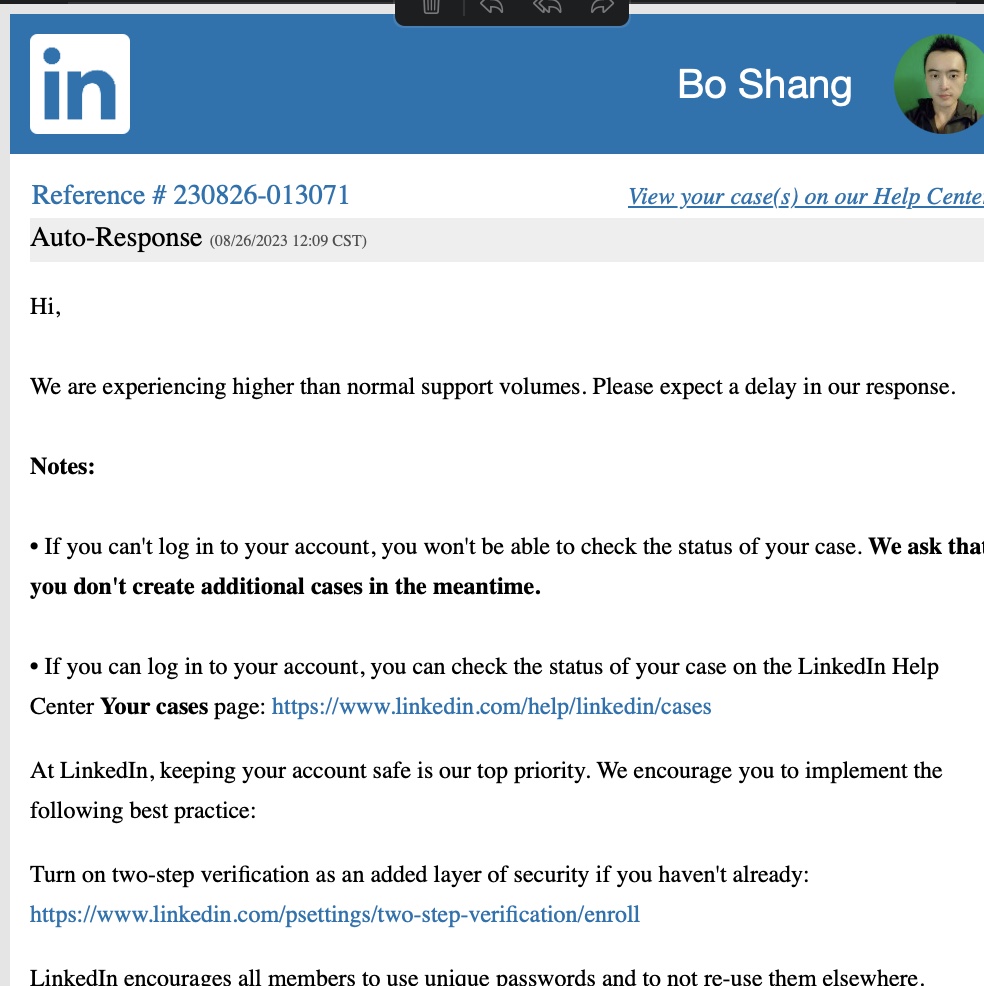 in
Bo Shang
Reference # 230826-013071
View your case(s) on our Help Cente
Auto-Response (08/26/2023 12:09 CST)
Hi,
We are experiencing higher than normal support volumes. Please expect a delay in our response.
Notes:
• If you can't log in to your account, you won't be able to check the status of your case. We ask that
you don't create additional cases in the meantime.
• If you can log in to your account, you can check the status of your case on the LinkedIn Help
Center Your cases page: https://www.linkedin.com/help/linkedin/cases
At LinkedIn, keeping your account safe is our top priority. We encourage you to implement the
following best practice:
Turn on two-step verification as an added layer of security if you haven't already:
https://www.linkedin.com/psettings/two-step-verification/enroll
LinkedIn encourages all members to use unique passwords and to not re-use them elsewhere.